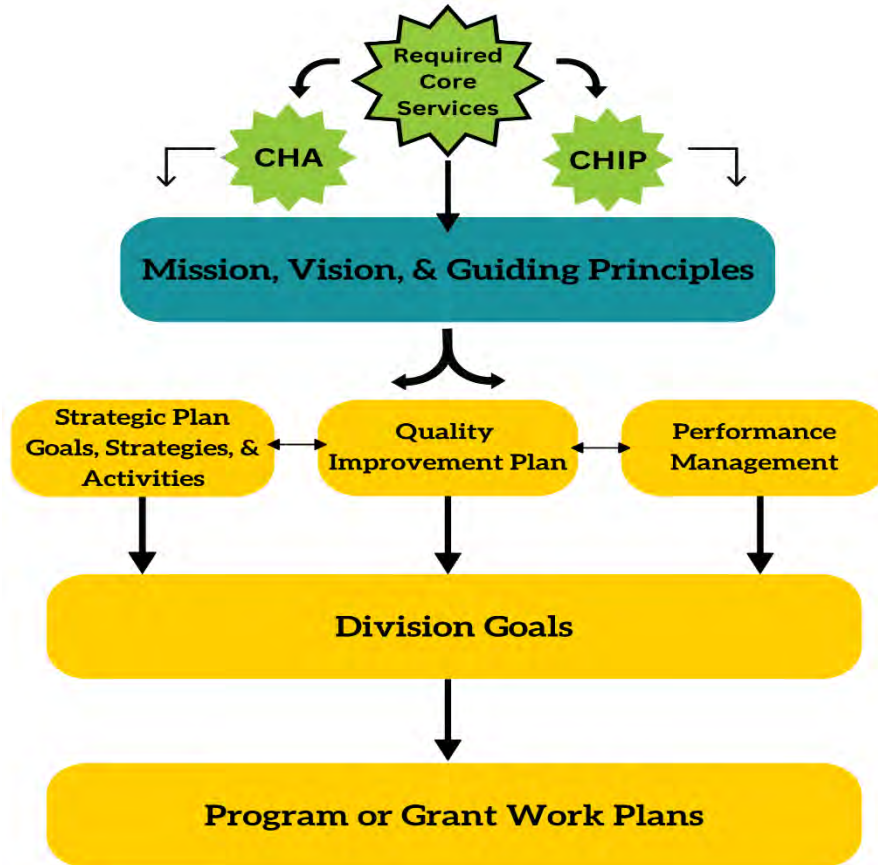 Required
Core
Services
CHA
CHIP
Mission, Vision, & Guiding Principles
Strategic Plan
Goals, Strategies, &
Activities
Quality
Improvement Plan
Performance
Management
Division Goals
Program or Grant Work Plans